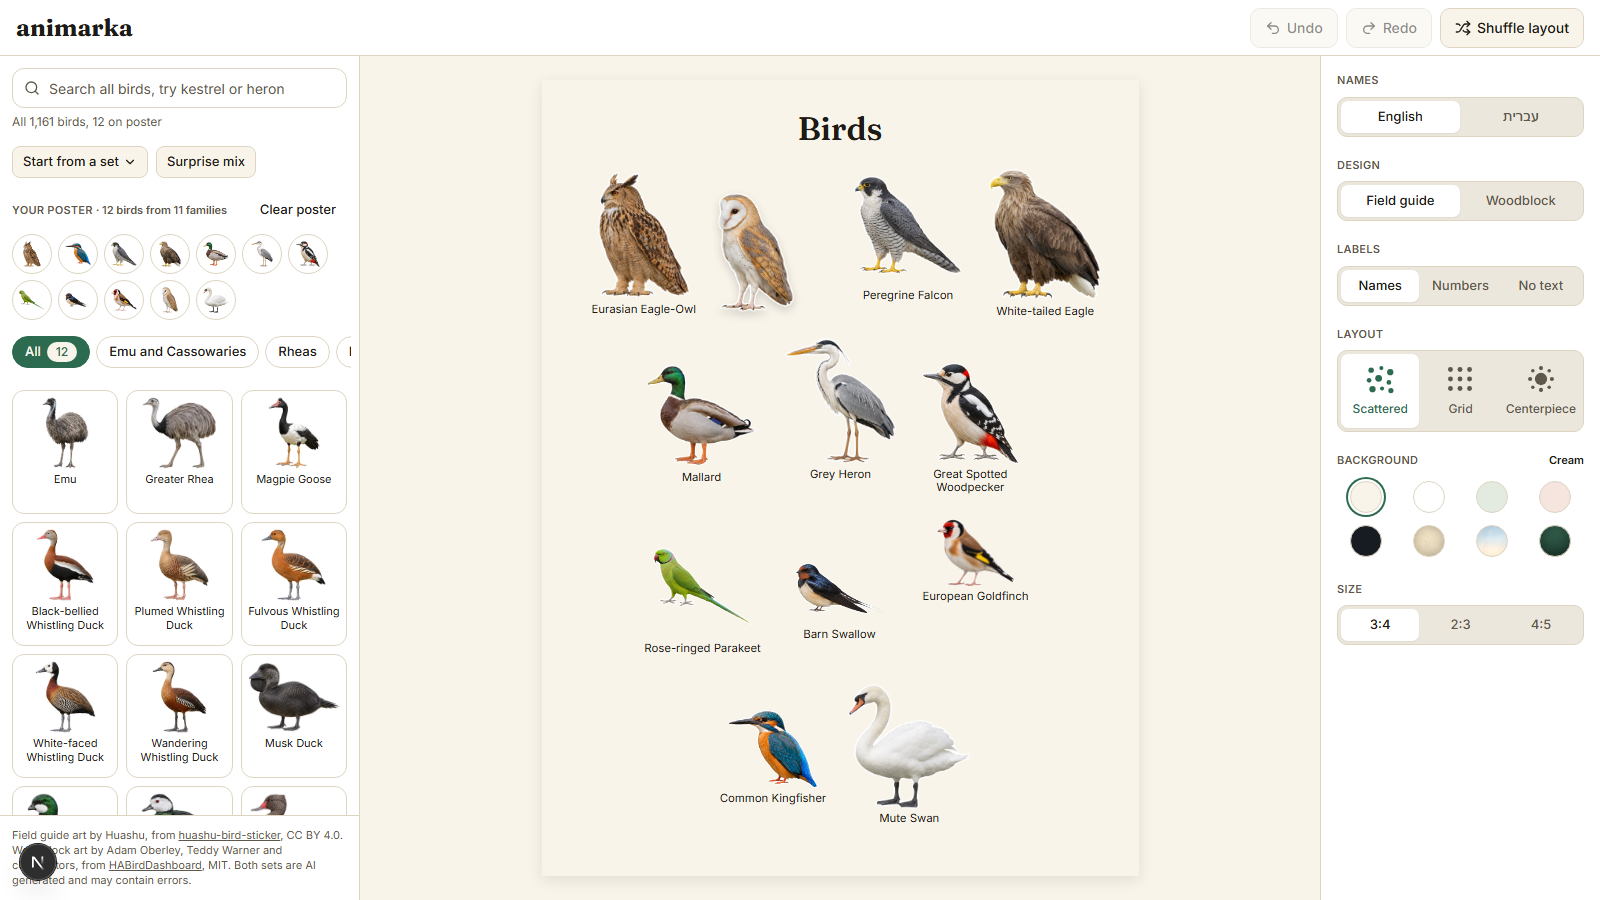 animarka
Undo
Redo
Shuffle layout
Search all birds, try kestrel or heron
All 1,161 birds, 12 on poster
Start from a set
Surprise mix
YOUR POSTER · 12 birds from 11 families
Clear poster
All 12
Emu and Cassowaries
Rheas
Emu
Greater Rhea
Magpie Goose
Black-bellied
Whistling Duck
Plumed Whistling
Duck
Fulvous Whistling
Duck
White-faced
Whistling Duck
Wandering
Whistling Duck
Musk Duck
Field guide art by Huashu, from huashu-bird-sticker, CC BY 4.0.
art by Adam Oberley, Teddy Warner and
from HABirdDashboard, MIT. Both sets are AI
generated and may contain errors.
N
Birds
Eurasian Eagle-Owl
Peregrine Falcon
White-tailed Eagle
Mallard
Grey Heron
Great Spotted
Woodpecker
Rose-ringed Parakeet
Barn Swallow
European Goldfinch
Common Kingfisher
Mute Swan
NAMES
English
עברית
DESIGN
Field guide
Woodblock
LABELS
Names
Numbers
No text
LAYOUT
Scattered
Grid
Centerpiece
BACKGROUND
Cream
SIZE
3:4
2:3
4:5